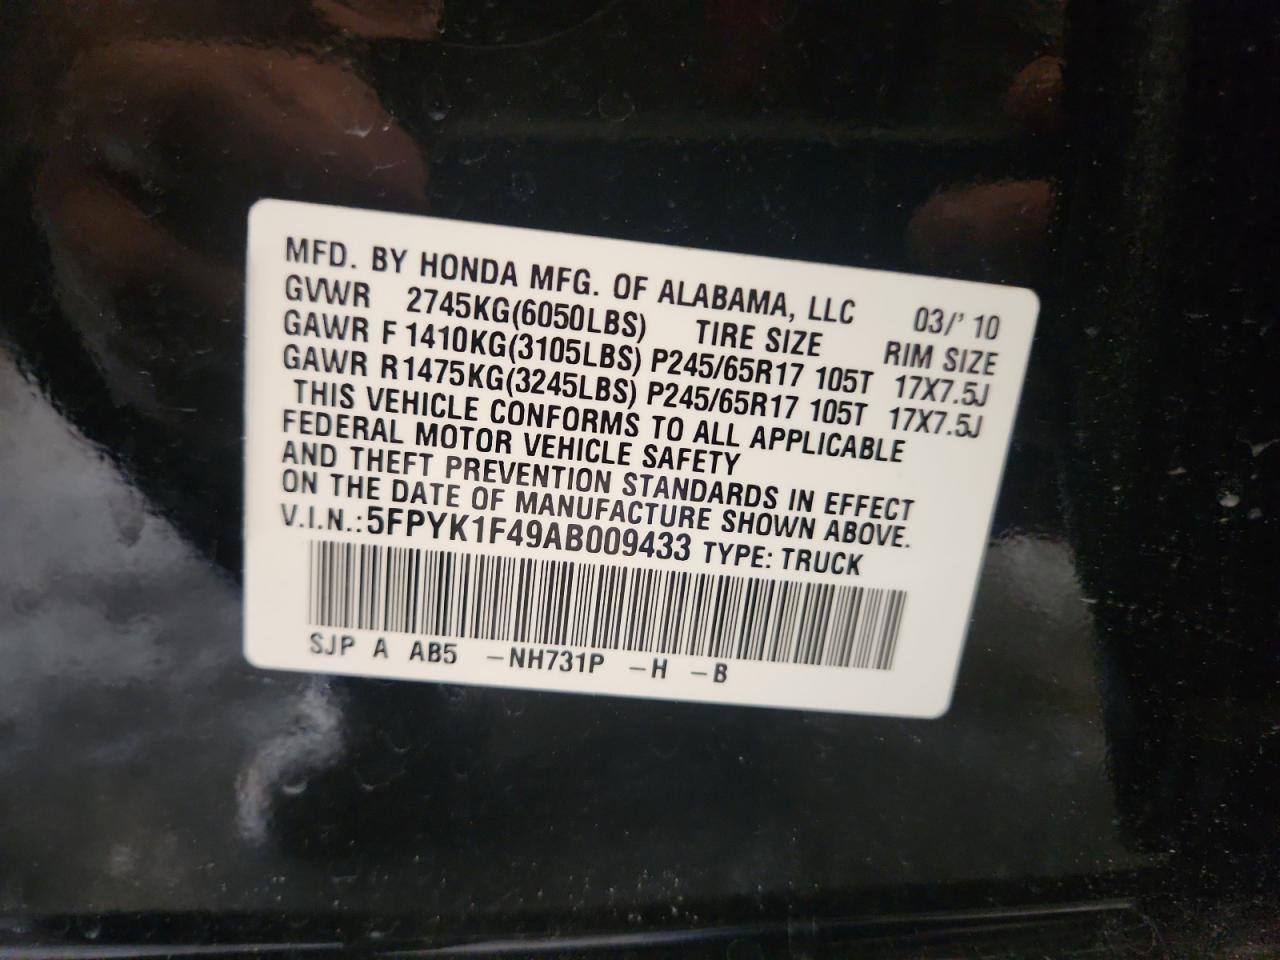 MFD. BY HONDA MFG. OF ALABAMA, LLC 03/'10
GVWR 2745KG(6050LBS) TIRE SIZE RIM SIZE
GAWR F 1410KG(3105LBS) P245/65R17 105T 17X7.5J
GAWR R 1475KG(3245LBS) P245/65R17 105T 17X7.5J
THIS VEHICLE CONFORMS TO ALL APPLICABLE
FEDERAL MOTOR VEHICLE SAFETY
AND THEFT PREVENTION STANDARDS IN EFFECT
ON THE DATE OF MANUFACTURE SHOWN ABOVE.
V.I.N.:5FPYK1F49AB009433 TYPE: TRUCK
SJP A AB5 -NH731P -H -B